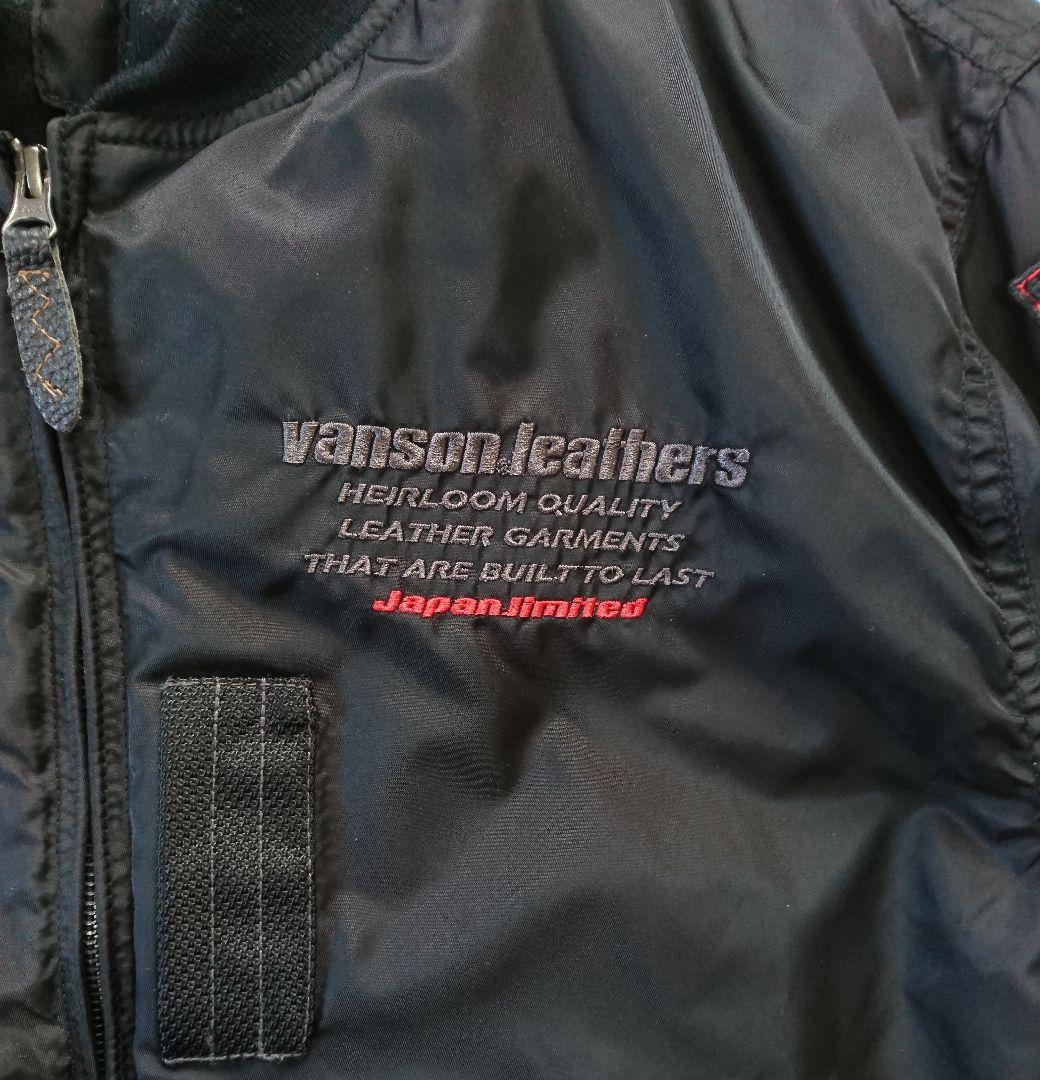 vanson.leathers
HEIRLOOM QUALITY
LEATHER GARMENTS
THAT ARE BUILT TO LAST
Japan.limited